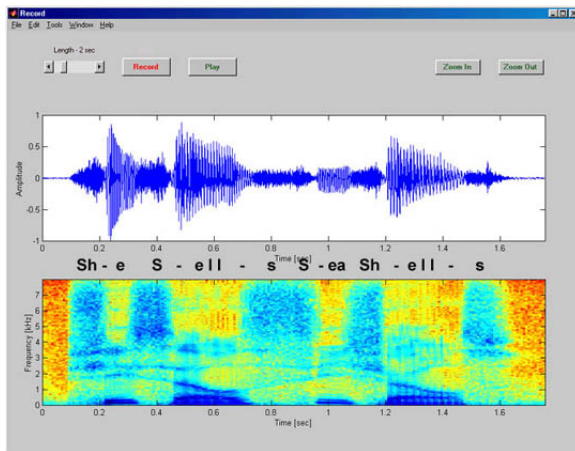 Record
File Edit Tools Window Help
Length - 2 sec
Record Play Zoom In Zoom Out
1
0.5
0
-0.5
-1
Amplitude
0 0.2 0.4 0.6 0.8 1 1.2 1.4 1.6
Time [sec]
Sh - e S - ell - s S - ea Sh - ell - s
7
6
5
4
3
2
1
0
Frequency [kHz]
0 0.2 0.4 0.6 0.8 1 1.2 1.4 1.6
Time [sec]